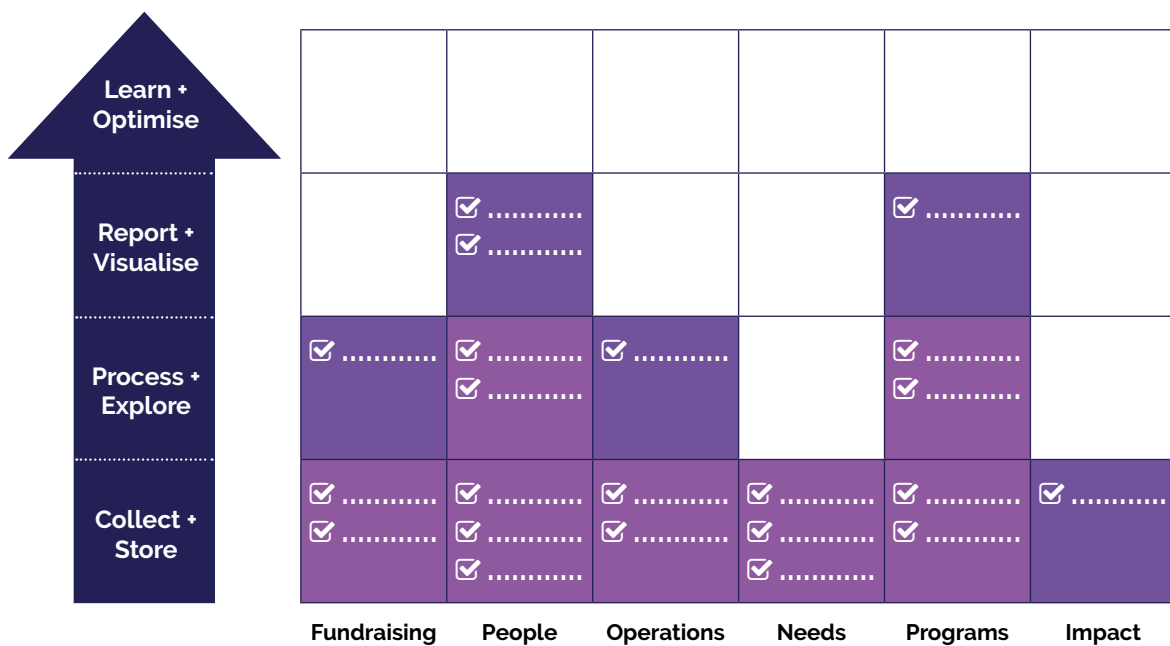 Learn +
Optimise
Report +
Visualise
Process +
Explore
Collect +
Store
Fundraising
People
Operations
Needs
Programs
Impact